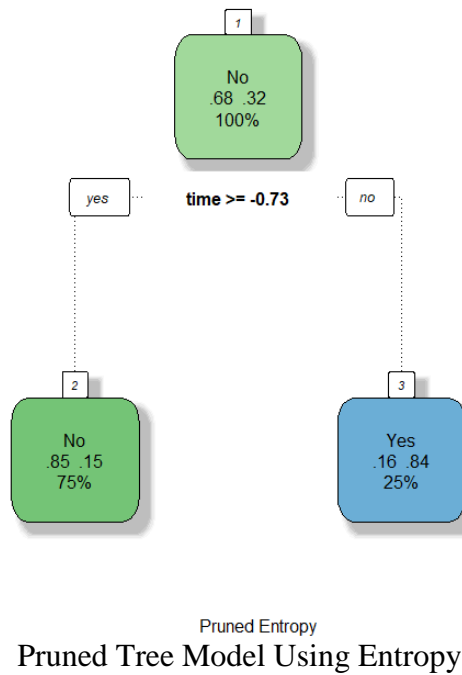 1
No
.68 .32
100%
yes
time >= -0.73
no
2
No
.85 .15
75%
3
Yes
.16 .84
25%
Pruned Entropy
Pruned Tree Model Using Entropy